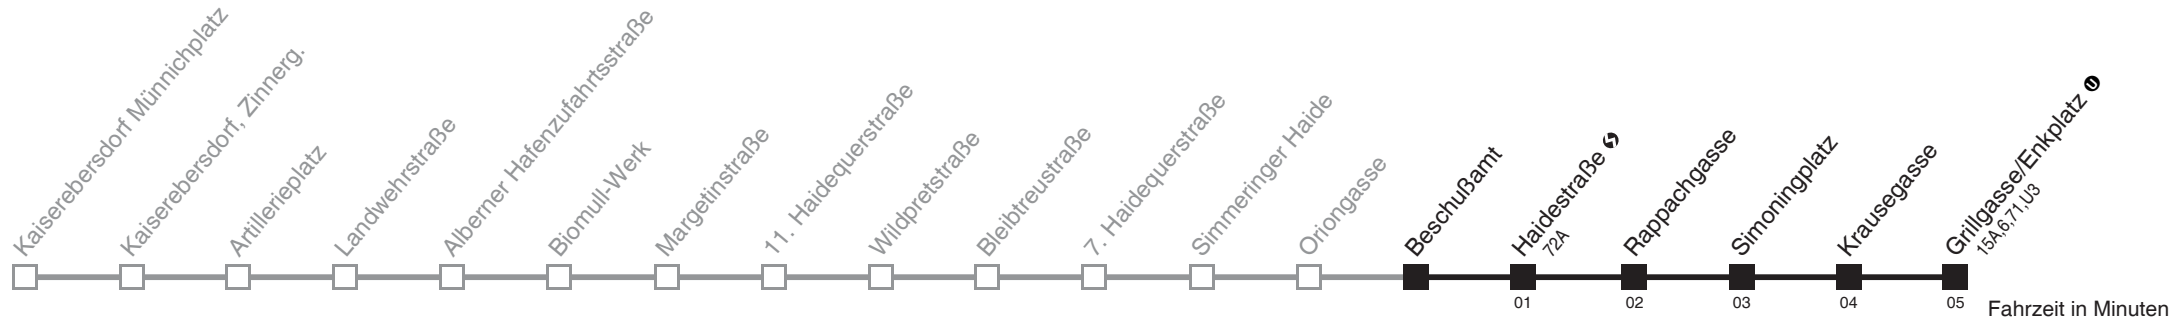 Kaiserebersdorf Münnichplatz
Kaiserebersdorf, Zinnerg.
Artillerieplatz
Landwehrstraße
Alberner Hafenzufahrtsstraße
Biomull-Werk
Margetinstraße
11. Haidequerstraße
Wildpretstraße
Bleibtreustraße
7. Haidequerstraße
Simmeringer Haide
Oriongasse
Beschußamt
Haidestraße S
72A
Rappachgasse
Simoningplatz
Krausegasse
Grillgasse/Enkplatz U
15A,6,71,U3
01 02 03 04 05
Fahrzeit in Minuten